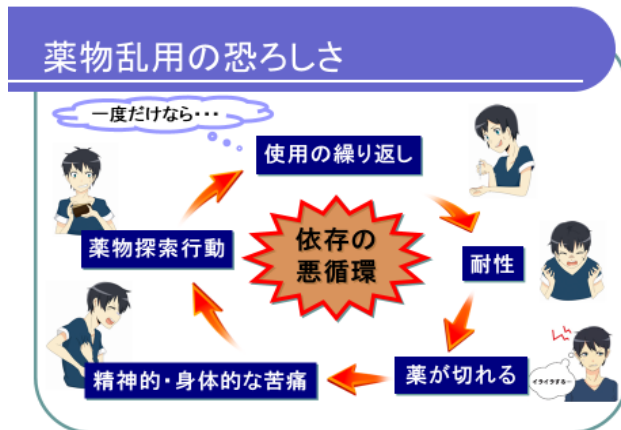 薬物乱用の恐ろしさ
一度だけなら・・・
使用の繰り返し
依存の
悪循環
薬物探索行動
耐性
精神的・身体的な苦痛
薬が切れる
イライラするー